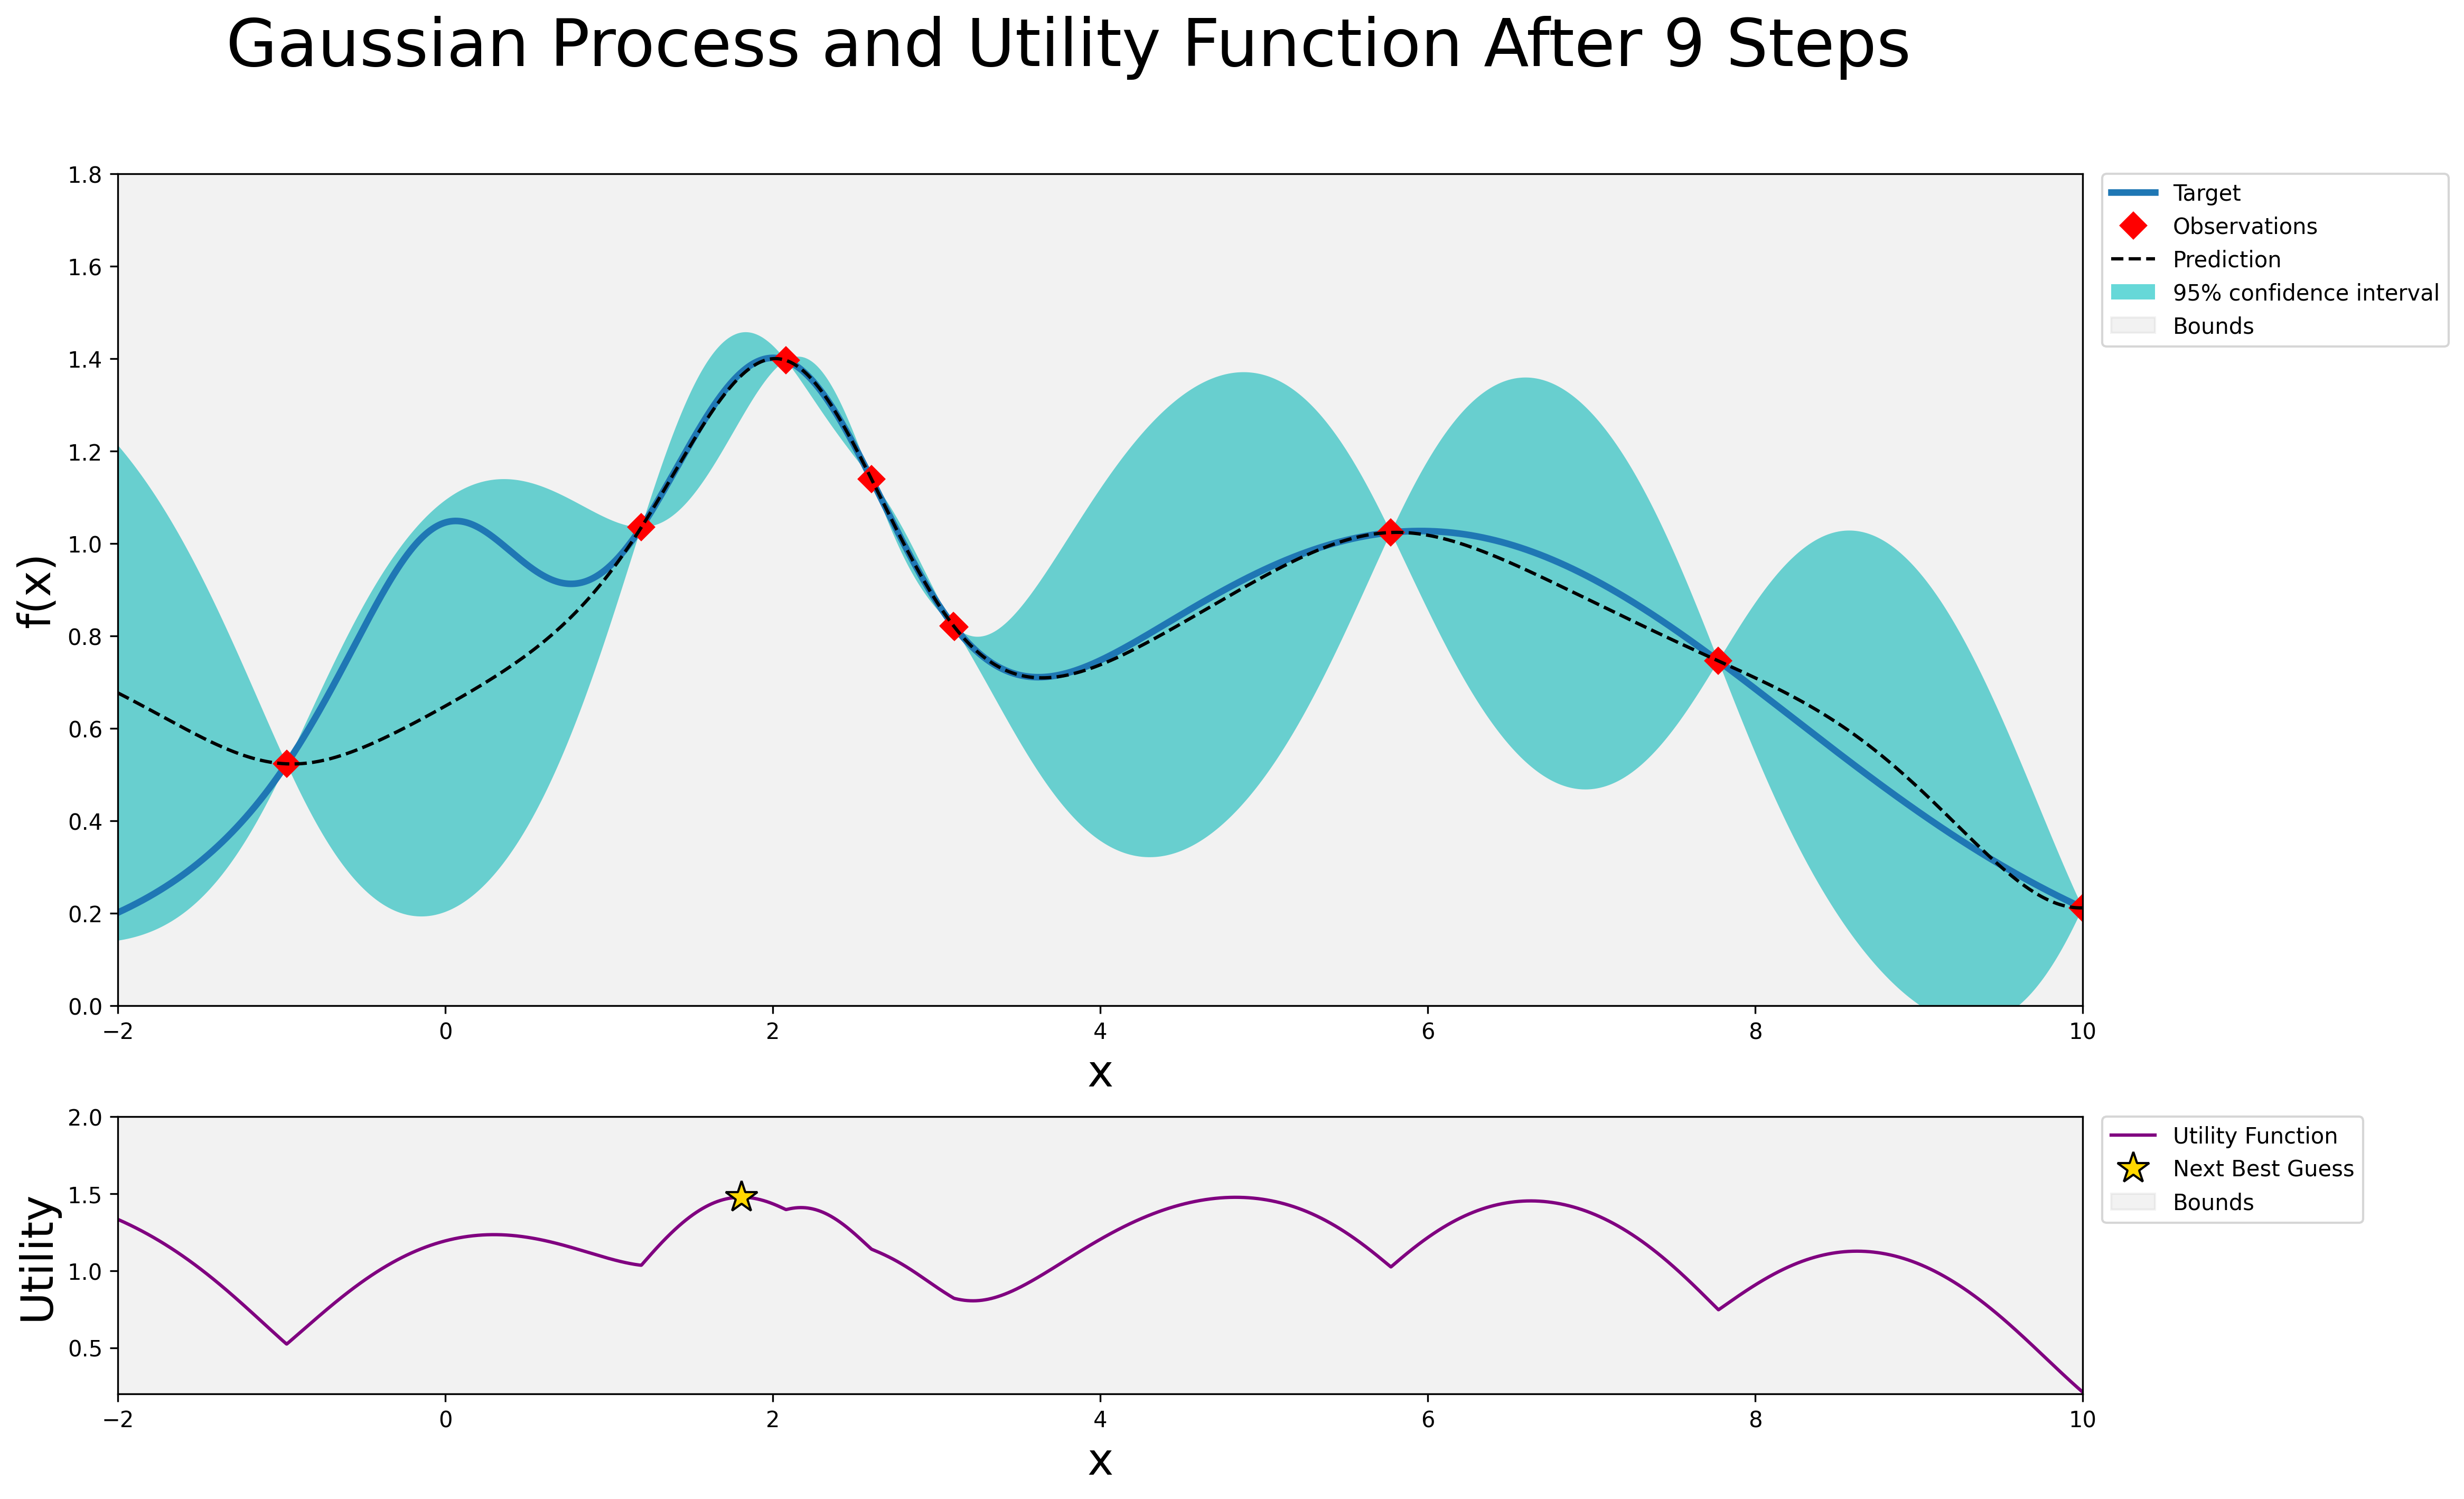 Gaussian Process and Utility Function After 9 Steps
1.8
1.6
1.4
1.2
1.0
0.8
0.6
0.4
0.2
0.0
f(x)
−2 0 2 4 6 8 10
x
Target
Observations
Prediction
95% confidence interval
Bounds
2.0
1.5
1.0
0.5
Utility
−2 0 2 4 6 8 10
x
Utility Function
Next Best Guess
Bounds